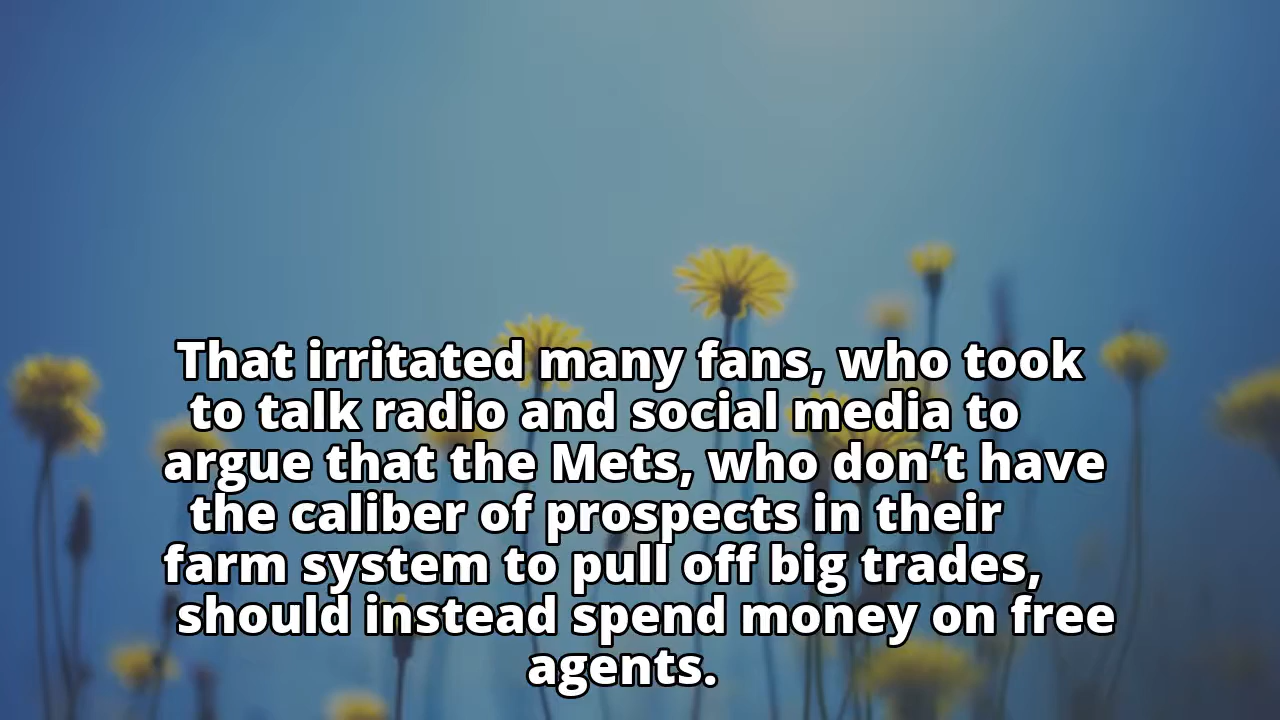 That irritated many fans, who took
to talk radio and social media to
argue that the Mets, who don’t have
the caliber of prospects in their
farm system to pull off big trades,
should instead spend money on free
agents.